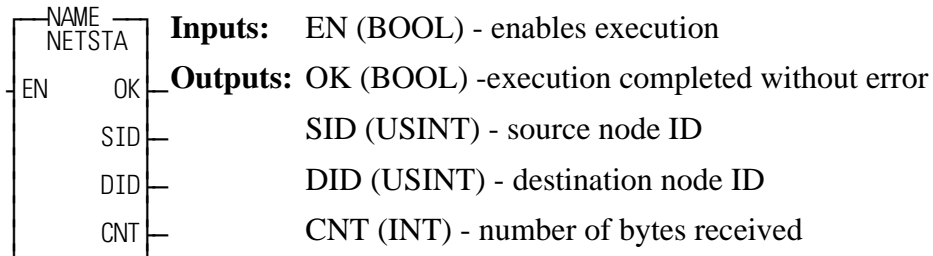 NAME
NETSTA
EN OK
SID
DID
CNT
Inputs: EN (BOOL) - enables execution
Outputs: OK (BOOL) -execution completed without error
SID (USINT) - source node ID
DID (USINT) - destination node ID
CNT (INT) - number of bytes received